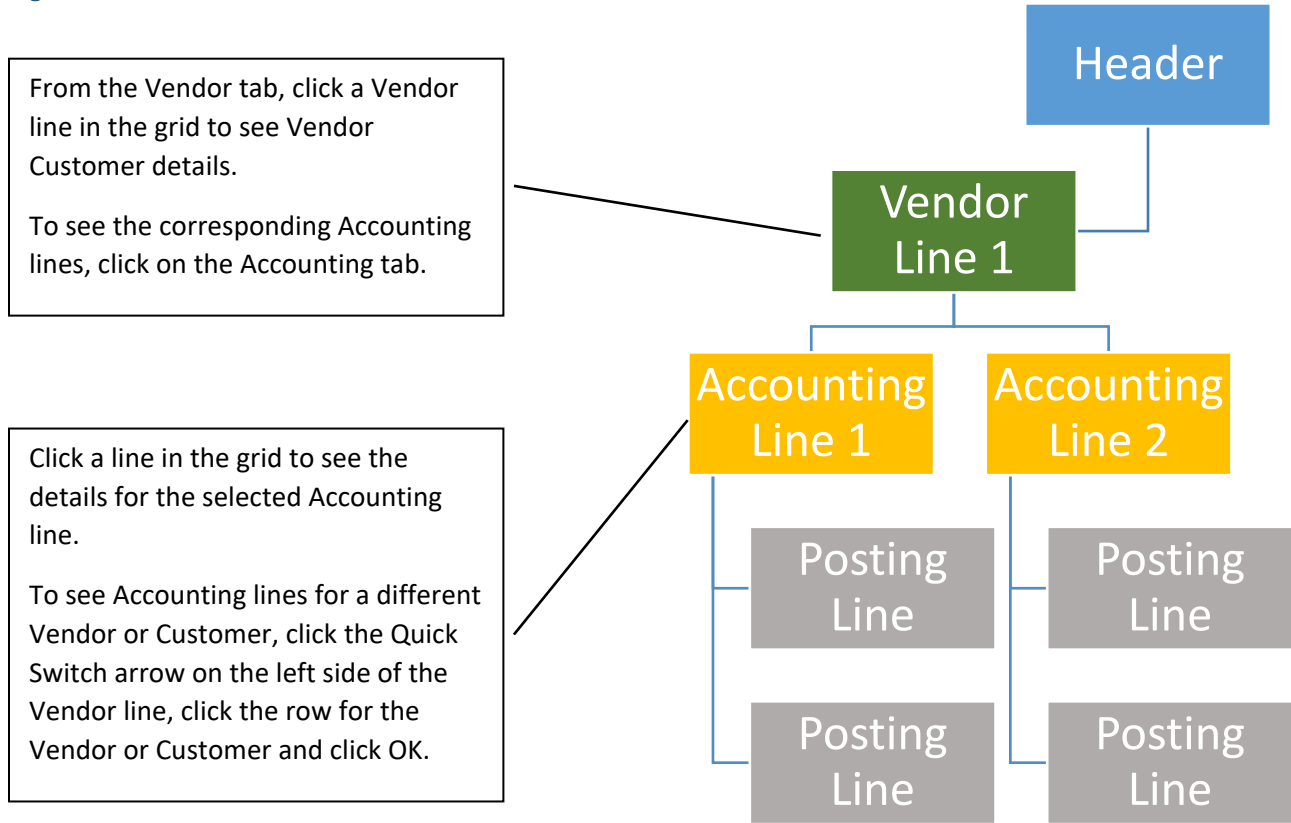 Header
From the Vendor tab, click a Vendor
line in the grid to see Vendor
Customer details.
To see the corresponding Accounting
lines, click on the Accounting tab.
Vendor
Line 1
Accounting
Line 1
Accounting
Line 2
Click a line in the grid to see the
details for the selected Accounting
line.
To see Accounting lines for a different
Vendor or Customer, click the Quick
Switch arrow on the left side of the
Vendor line, click the row for the
Vendor or Customer and click OK.
Posting
Line
Posting
Line
Posting
Line
Posting
Line